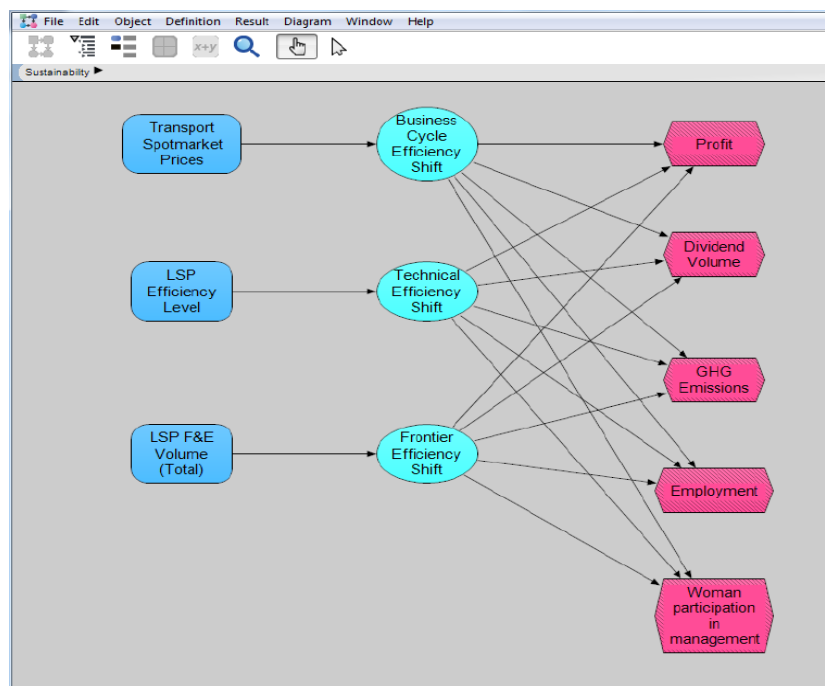 File Edit Object Definition Result Diagram Window Help
x+y
Sustainabilty
Transport
Spotmarket
Prices
Business
Cycle
Efficiency
Shift
Profit
Dividend
Volume
LSP
Efficiency
Level
Technical
Efficiency
Shift
GHG
Emissions
LSP F&E
Volume
(Total)
Frontier
Efficiency
Shift
Employment
Woman
participation
in
management